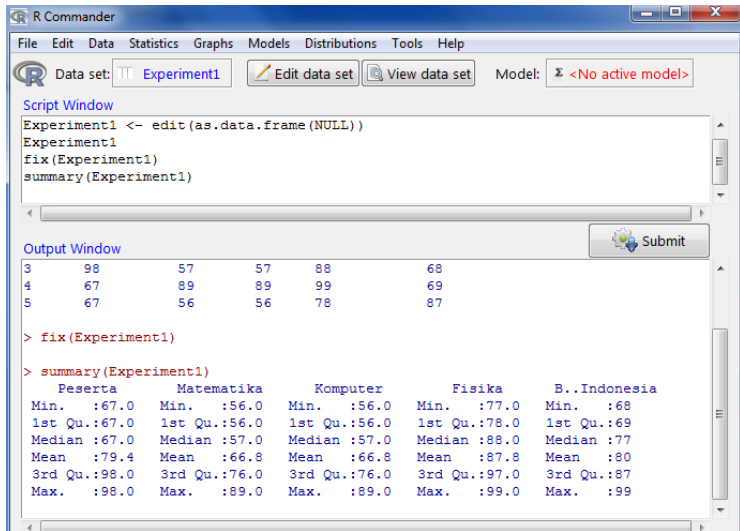 R Commander
File Edit Data Statistics Graphs Models Distributions Tools Help
R Data set: Experiment1 Edit data set View data set Model: Σ <No active model>
Script Window
Experiment1 <- edit(as.data.frame(NULL))
Experiment1
fix(Experiment1)
summary(Experiment1)
Submit
Output Window
3 98 57 57 88 68
4 67 89 89 99 69
5 67 56 56 78 87
> fix(Experiment1)
> summary(Experiment1)
Peserta Matematika Komputer Fisika B..Indonesia
Min. :67.0 Min. :56.0 Min. :56.0 Min. :77.0 Min. :68
1st Qu.:67.0 1st Qu.:56.0 1st Qu.:56.0 1st Qu.:78.0 1st Qu.:69
Median :67.0 Median :57.0 Median :57.0 Median :88.0 Median :77
Mean :79.4 Mean :66.8 Mean :66.8 Mean :87.8 Mean :80
3rd Qu.:98.0 3rd Qu.:76.0 3rd Qu.:76.0 3rd Qu.:97.0 3rd Qu.:87
Max. :98.0 Max. :89.0 Max. :89.0 Max. :99.0 Max. :99